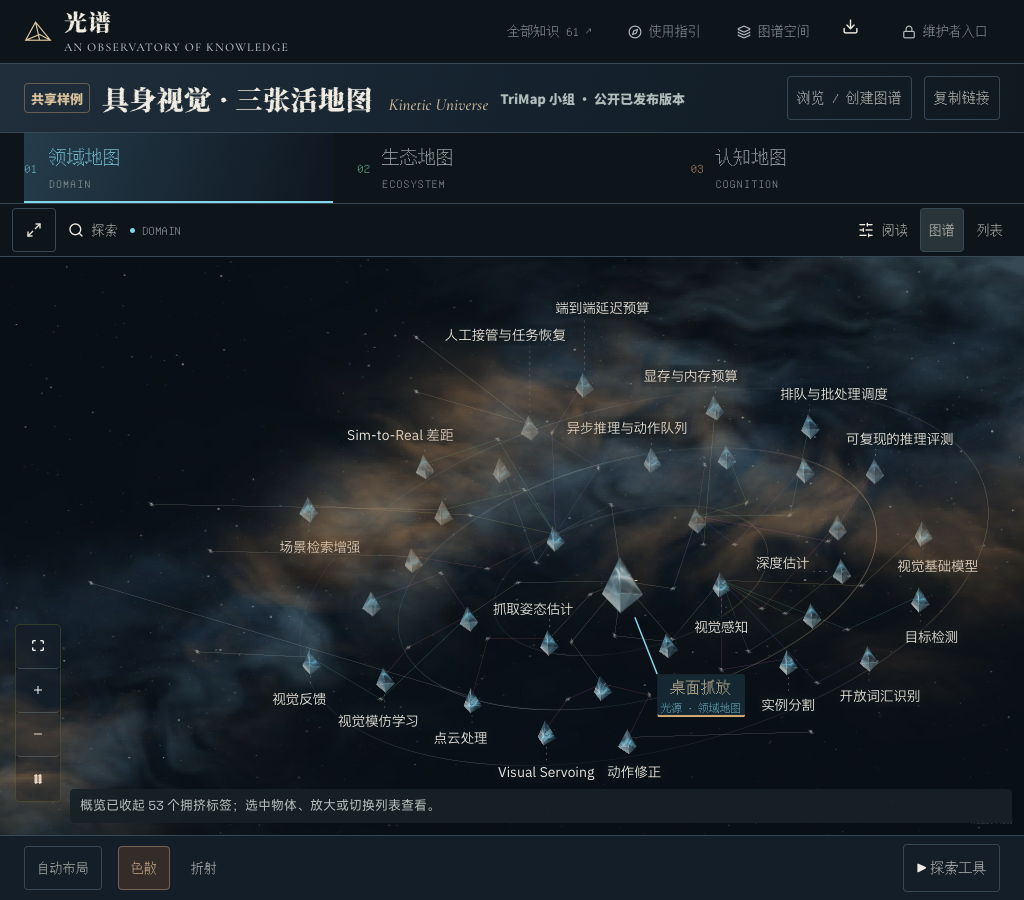 光谱
AN OBSERVATORY OF KNOWLEDGE
全部知识 61 ↗
使用指引
图谱空间
维护者入口
共享样例
具身视觉 · 三张活地图
Kinetic Universe
TriMap 小组 · 公开已发布版本
浏览 / 创建图谱
复制链接
01 领域地图
DOMAIN
02 生态地图
ECOSYSTEM
03 认知地图
COGNITION
探索
DOMAIN
阅读
图谱
列表
端到端延迟预算
人工接管与任务恢复
显存与内存预算
排队与批处理调度
Sim-to-Real 差距
异步推理与动作队列
可复现的推理评测
场景检索增强
深度估计
视觉基础模型
抓取姿态估计
视觉感知
目标检测
桌面抓放
光源 · 领域地图
视觉反馈
视觉模仿学习
实例分割
开放词汇识别
点云处理
Visual Servoing
动作修正
概览已收起 53 个拥挤标签；选中物体、放大或切换列表查看。
自动布局
色散
折射
▶ 探索工具